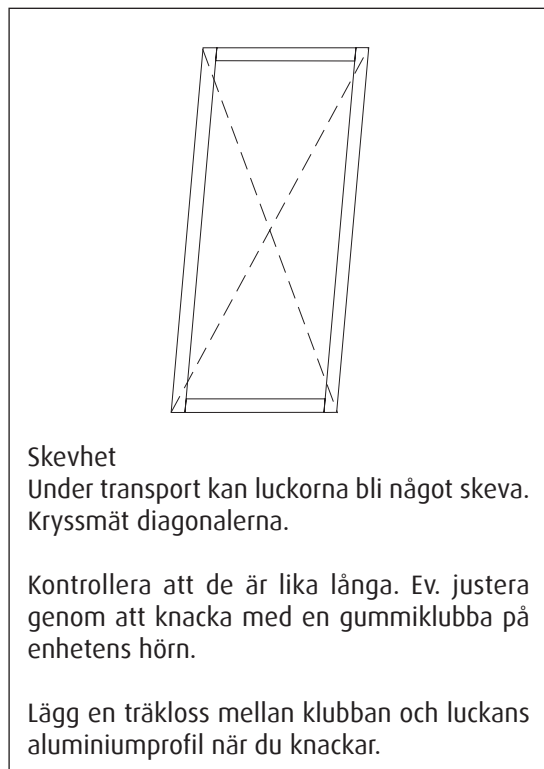 Skevhet
Under transport kan luckorna bli något skeva.
Kryssmät diagonalerna.
Kontrollera att de är lika långa. Ev. justera
genom att knacka med en gummiklubba på
enhetens hörn.
Lägg en träkloss mellan klubban och luckans
aluminiumprofil när du knackar.